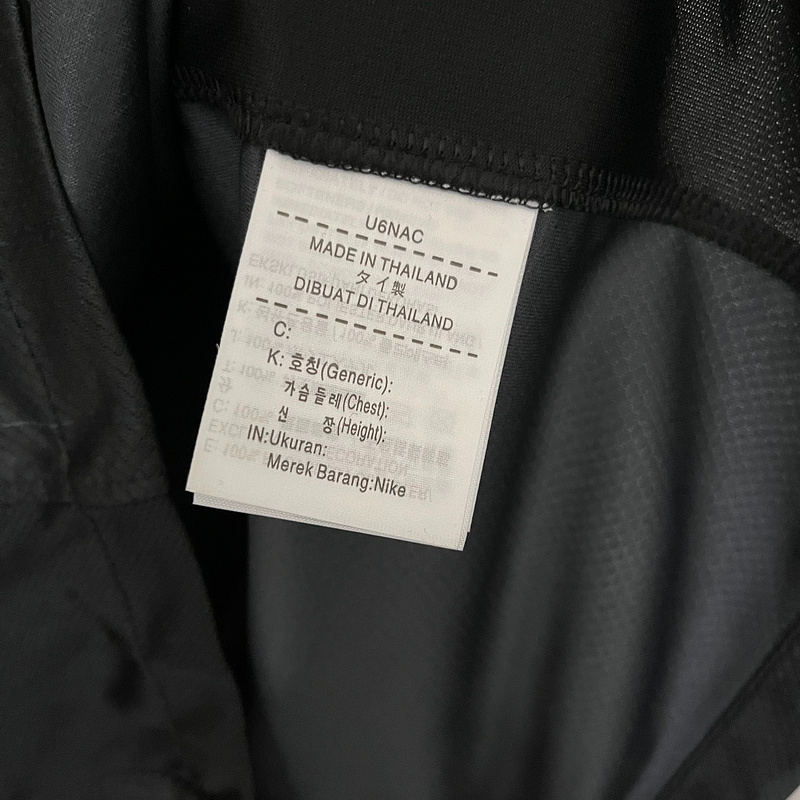 U6NAC
MADE IN THAILAND
タイ製
DIBUAT DI THAILAND
C:
K: 호칭(Generic):
가슴둘레(Chest):
신 장(Height):
IN:Ukuran:
Merek Barang:Nike